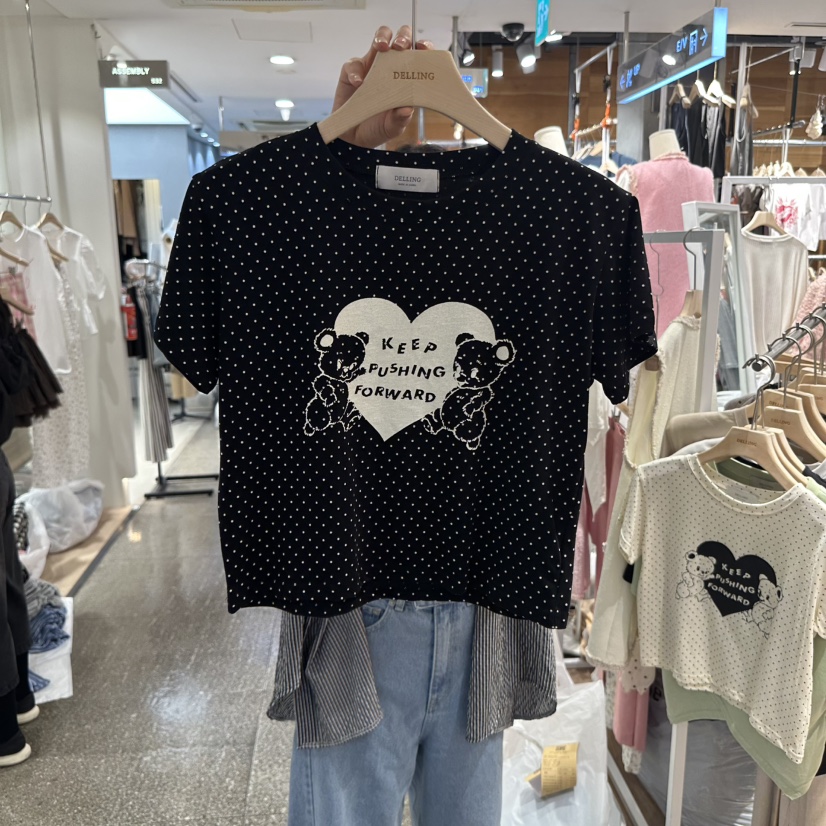 DELLING
DELLING
KEEP
PUSHING
FORWARD
ASSEMBLY
E/V
DELLING
KEEP
PUSHING
FORWARD